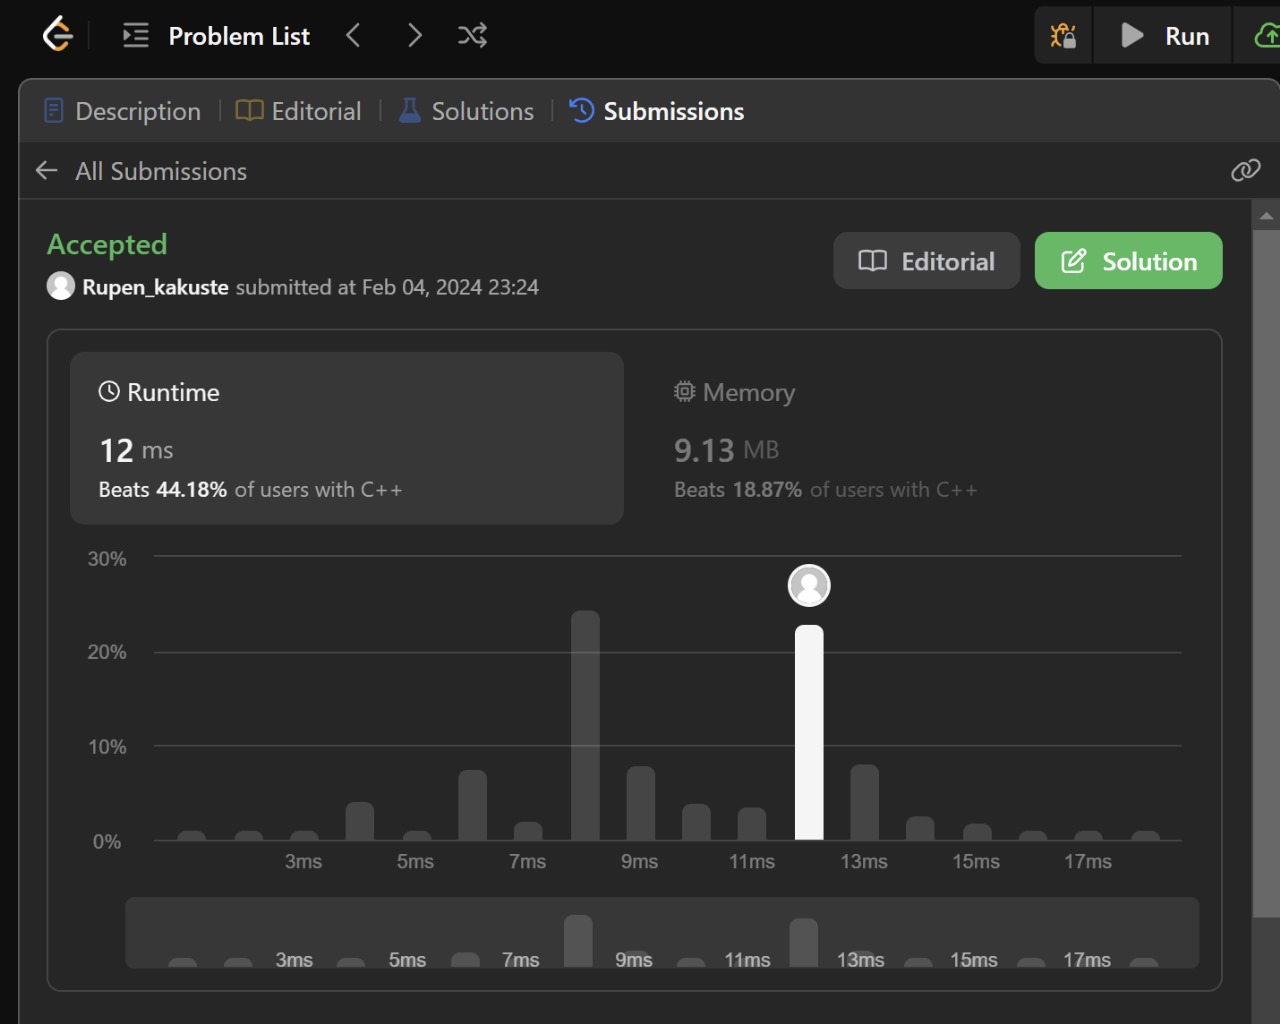 Problem List
Run
Description
Editorial
Solutions
Submissions
All Submissions
Accepted
Rupen_kakuste submitted at Feb 04, 2024 23:24
Editorial
Solution
Runtime
12 ms
Beats 44.18% of users with C++
Memory
9.13 MB
Beats 18.87% of users with C++
30%
20%
10%
0%
3ms 5ms 7ms 9ms 11ms 13ms 15ms 17ms
3ms 5ms 7ms 9ms 11ms 13ms 15ms 17ms